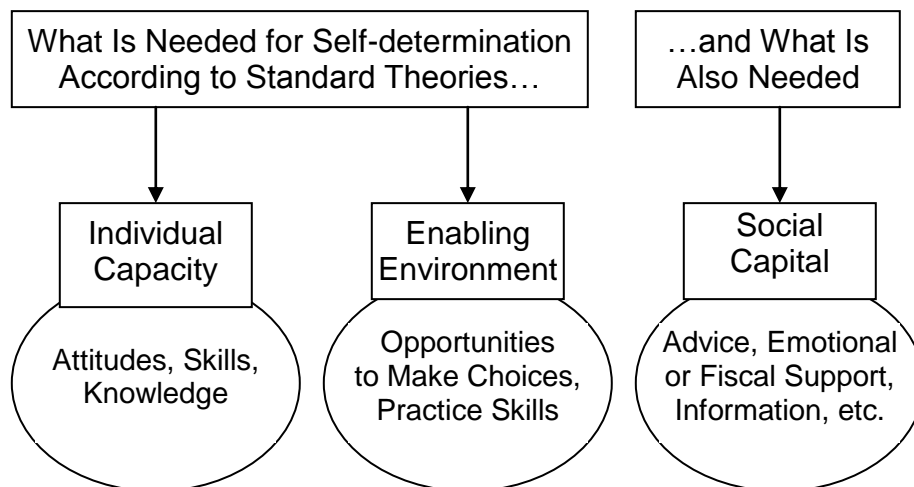 What Is Needed for Self-determination
According to Standard Theories…
…and What Is
Also Needed
Individual
Capacity
Enabling
Environment
Social
Capital
Attitudes, Skills,
Knowledge
Opportunities
to Make Choices,
Practice Skills
Advice, Emotional
or Fiscal Support,
Information, etc.